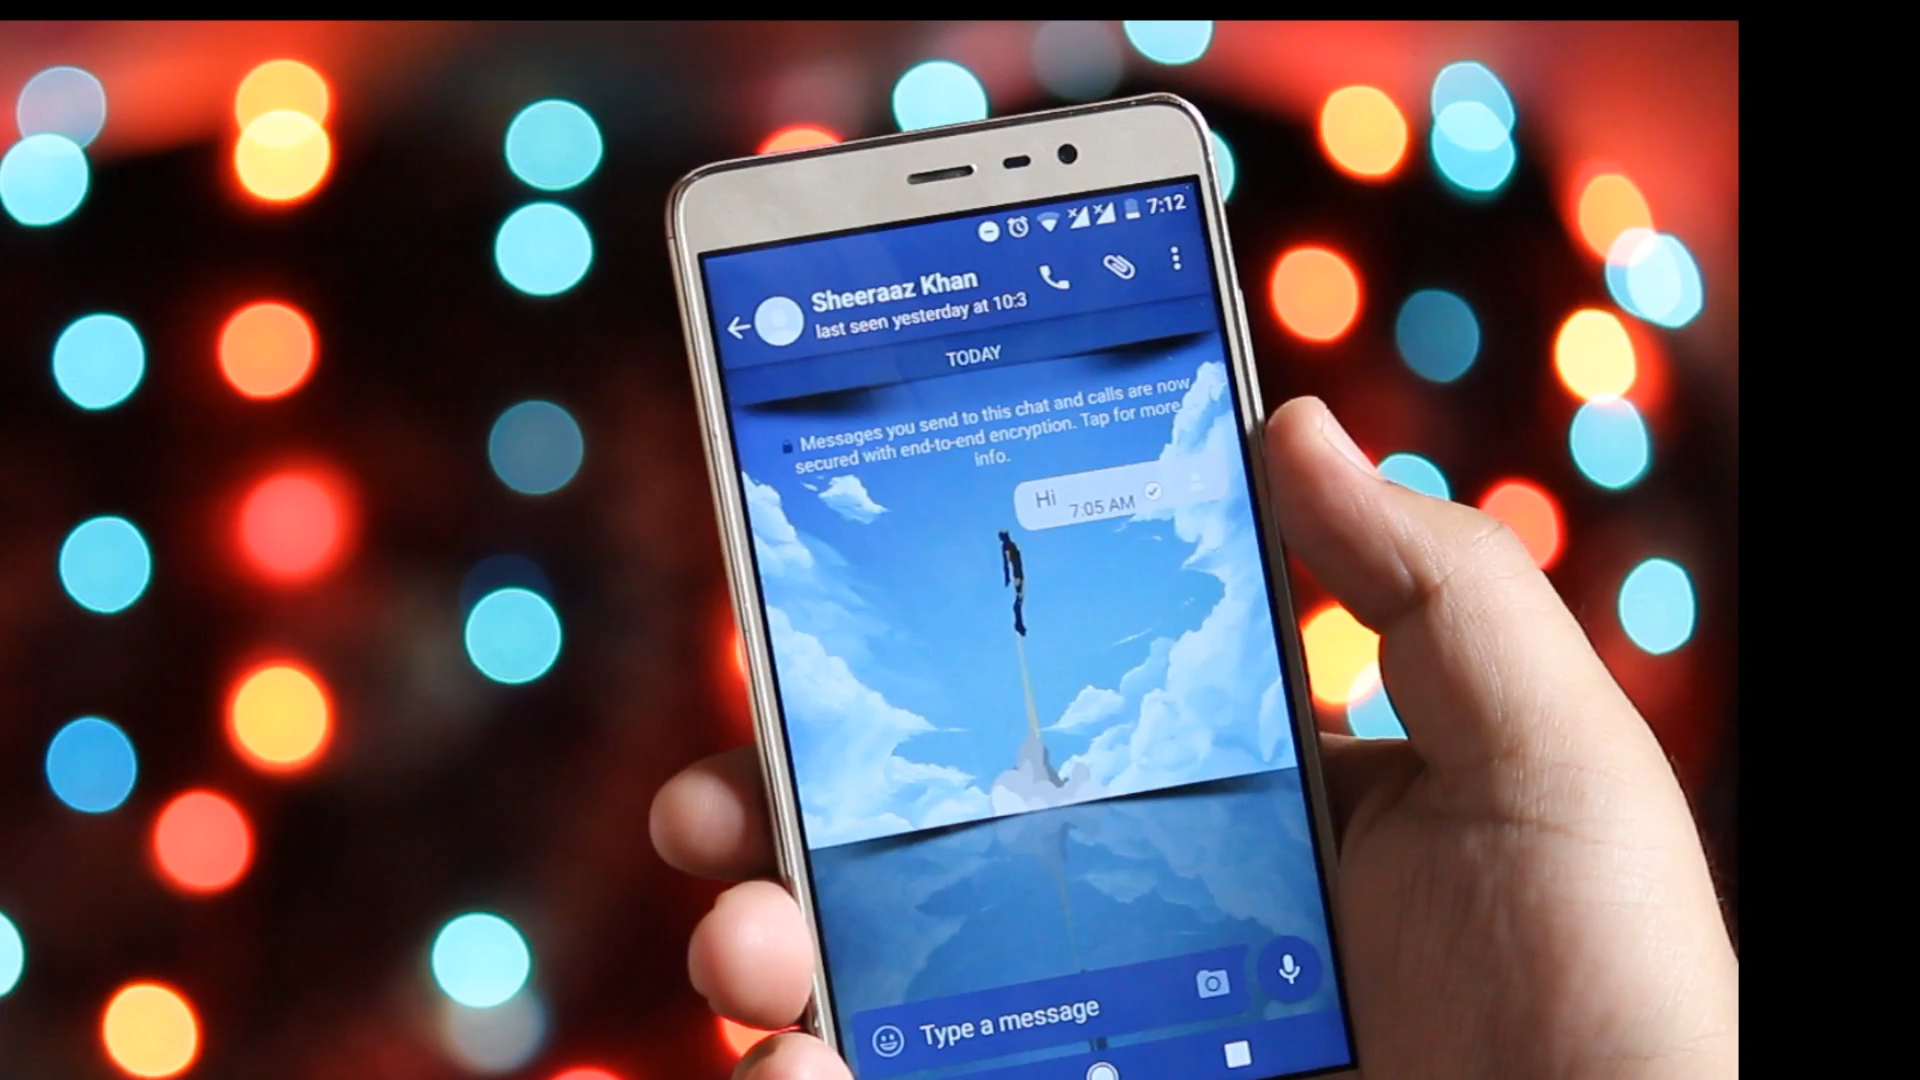 7:12
Sheeraaz Khan
last seen yesterday at 10:3
TODAY
Messages you send to this chat and calls are now
secured with end-to-end encryption. Tap for more
info.
Hi
7:05 AM
Type a message